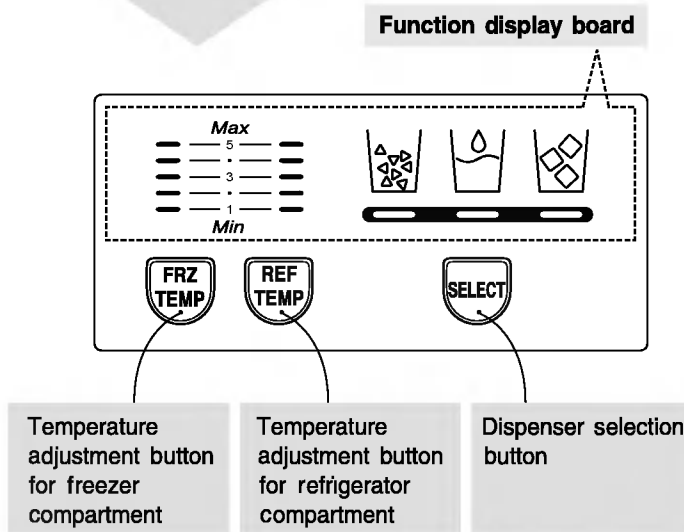 Function display board
Max
5
3
1
Min
FRZ
TEMP
REF
TEMP
SELECT
Temperature
adjustment button
for freezer
compartment
Temperature
adjustment button
for refrigerator
compartment
Dispenser selection
button